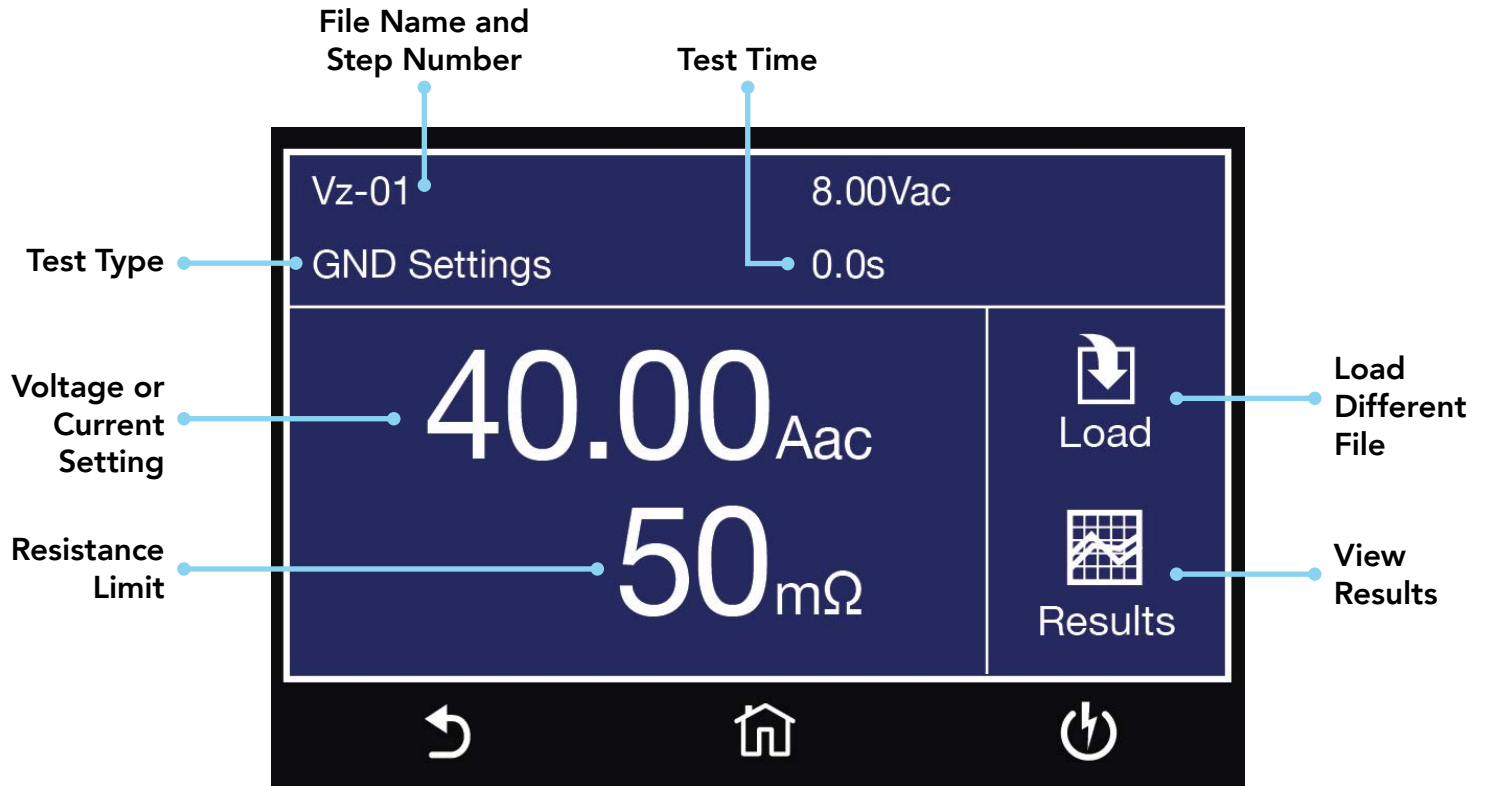 File Name and
Step Number
Test Time
Vz-01
8.00Vac
Test Type
GND Settings
0.0s
Voltage or
Current
Setting
40.00Aac
Load
Load
Different
File
Resistance
Limit
50mΩ
Results
View
Results